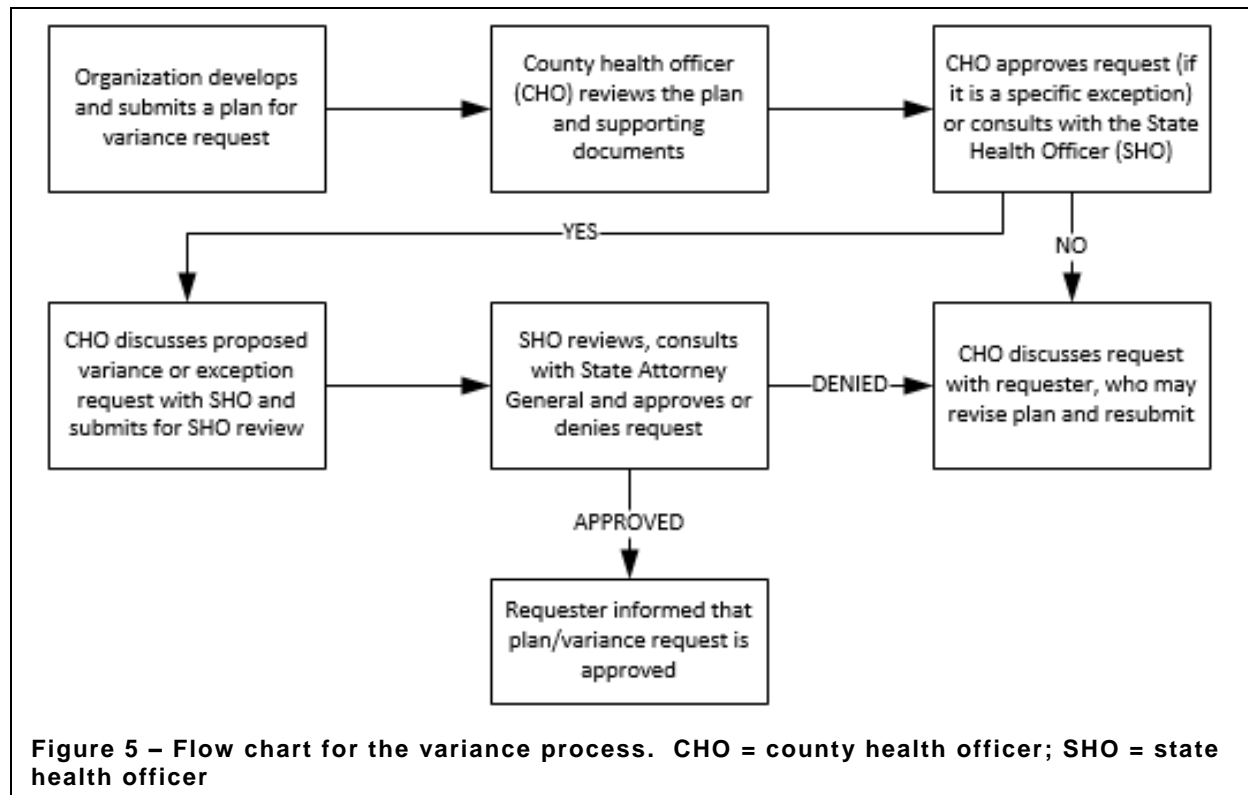 Organization develops
and submits a plan for
variance request
County health officer
(CHO) reviews the plan
and supporting
documents
CHO approves request (if
it is a specific exception)
or consults with the State
Health Officer (SHO)
YES
NO
CHO discusses proposed
variance or exception
request with SHO and
submits for SHO review
SHO reviews, consults
with State Attorney
General and approves or
denies request
DENIED
CHO discusses request
with requester, who may
revise plan and resubmit
APPROVED
Requester informed that
plan/variance request is
approved
Figure 5 – Flow chart for the variance process. CHO = county health officer; SHO = state
health officer